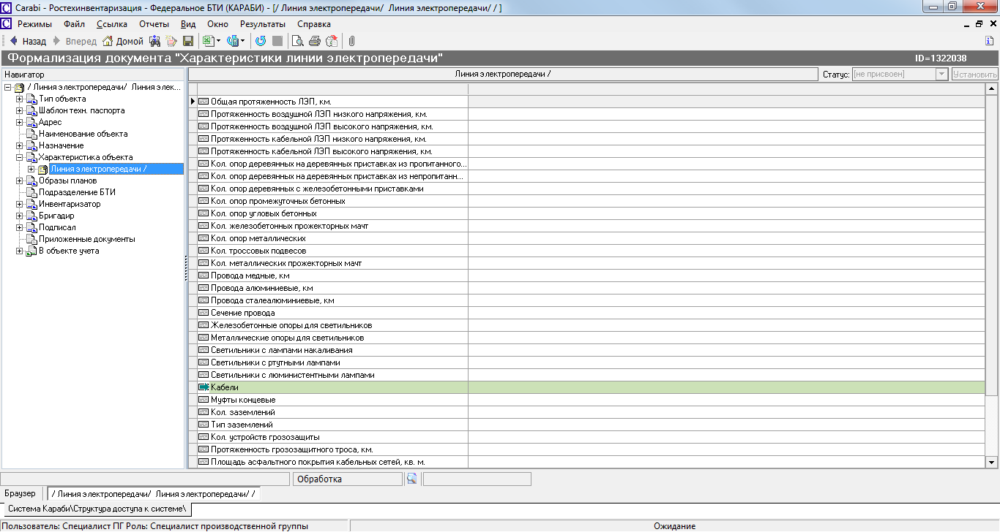 Carabi - Ростехинвентаризация - Федеральное БТИ (КАРАБИ) - [/ Линия электропередачи/  Линия электропередачи/ / ]
Режимы Файл Ссылка Отчеты Вид Окно Результаты Справка
Назад Вперед Домой
Формализация документа "Характеристики линии электропередачи" ID=1322038
Навигатор
Линия электропередачи / Статус: [не присвоен] Установить
/ Линия электропередачи/  Линия элек...
Тип объекта
Шаблон техн. паспорта
Адрес
Наименование объекта
Назначение
Характеристика объекта
Линия электропередачи /
Образы планов
Подразделение БТИ
Инвентаризатор
Бригадир
Подписал
Приложенные документы
В объекте учета
Общая протяженность ЛЭП, км.
Протяженность воздушной ЛЭП низкого напряжения, км.
Протяженность воздушной ЛЭП высокого напряжения, км.
Протяженность кабельной ЛЭП низкого напряжения, км.
Протяженность кабельной ЛЭП высокого напряжения, км.
Кол. опор деревянных на деревянных приставках из пропитанного...
Кол. опор деревянных на деревянных приставках из непропитанн...
Кол. опор деревянных с железобетонными приставками
Кол. опор промежуточных бетонных
Кол. опор угловых бетонных
Кол. железобетонных прожекторных мачт
Кол. опор металлических
Кол. троссовых подвесов
Кол. металлических прожекторных мачт
Провода медные, км
Провода алюминиевые, км
Провода сталеалюминиевые, км
Сечение провода
Железобетонные опоры для светильников
Металлические опоры для светильников
Светильники с лампами накаливания
Светильники с ртутными лампами
Светильники с люминистентными лампами
Кабели
Муфты концевые
Кол. заземлений
Тип заземлений
Кол. устройств грозозащиты
Протяженность грозозащитного троса, км.
Площадь асфальтного покрытия кабельных сетей, кв. м.
Обработка
Браузер / Линия электропередачи/  Линия электропередачи/ /
Система Караби\Структура доступа к системе\
Пользователь: Специалист ПГ Роль: Специалист производственной группы Ожидание